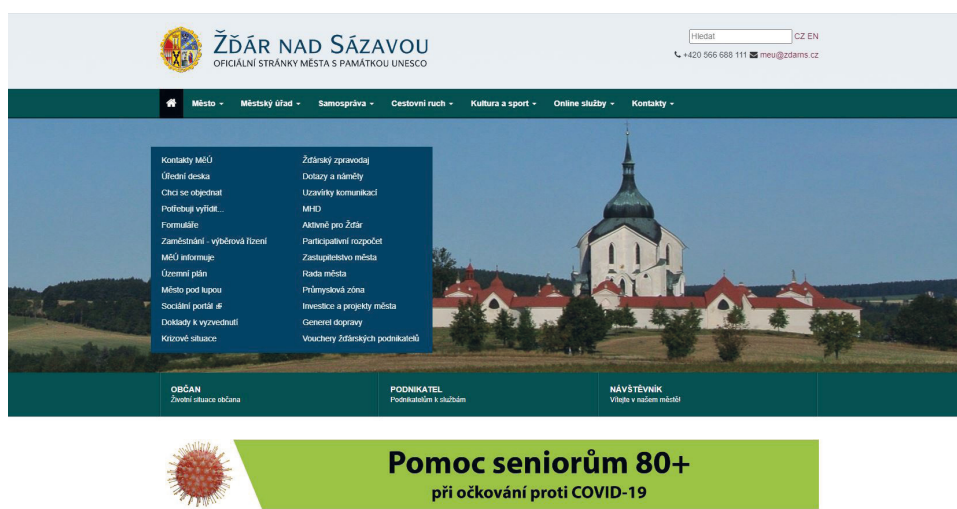 ŽĎÁR NAD SÁZAVOU
OFICIÁLNÍ STRÁNKY MĚSTA S PAMÁTKOU UNESCO
Hledat
CZ EN
+420 566 688 111 meu@zdarns.cz
Město
Městský úřad
Samospráva
Cestovní ruch
Kultura a sport
Online služby
Kontakty
Kontakty MěÚ
Úřední deska
Chci se objednat
Potřebuji vyřídit...
Formuláře
Zaměstnání - výběrová řízení
MěÚ informuje
Územní plán
Město pod lupou
Sociální portál
Doklady k vyzvednutí
Krizové situace
Žďárský zpravodaj
Dotazy a náměty
Uzavírky komunikací
MHD
Aktivně pro Žďár
Participativní rozpočet
Zastupitelstvo města
Rada města
Průmyslová zóna
Investice a projekty města
Generel dopravy
Vouchery žďárských podnikatelů
OBČAN
Životní situace občana
PODNIKATEL
Podnikatelům k službám
NÁVŠTĚVNÍK
Vítejte v našem městě!
Pomoc seniorům 80+
při očkování proti COVID-19